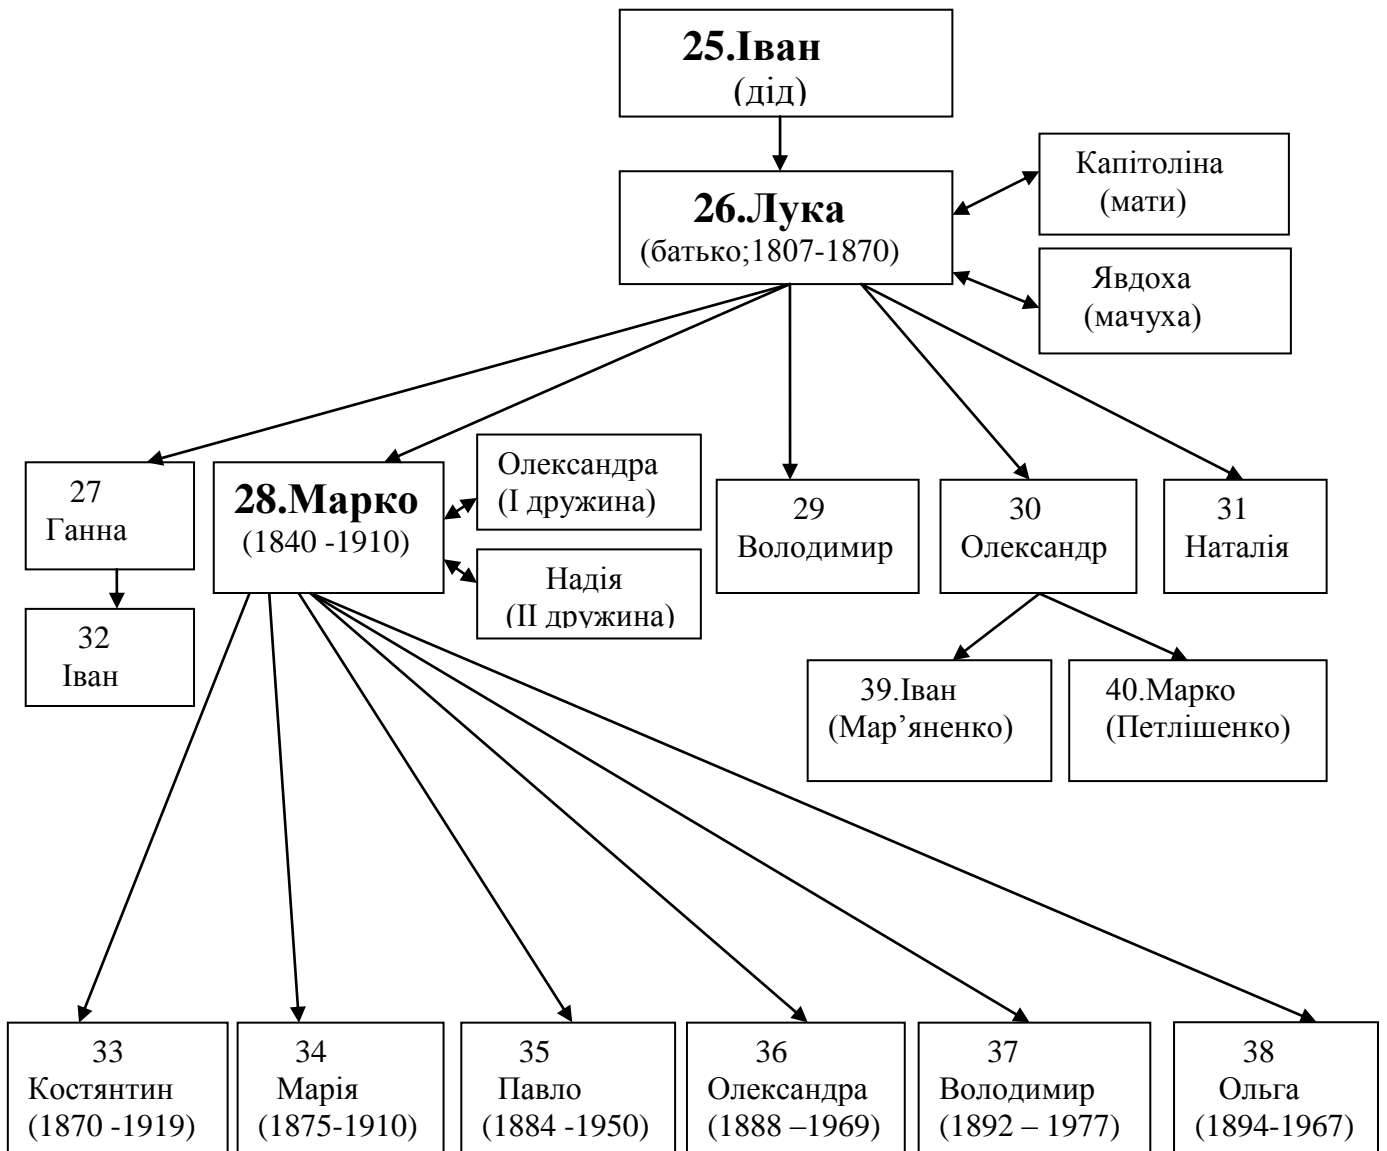 25.Іван
(дід)
Капітоліна
(мати)
26.Лука
(батько;1807-1870)
Явдоха
(мачуха)
27
Ганна
28.Марко
(1840 -1910)
Олександра
(І дружина)
Надія
(ІІ дружина)
29
Володимир
30
Олександр
31
Наталія
32
Іван
39.Іван
(Мар’яненко)
40.Марко
(Петлішенко)
33
Костянтин
(1870 -1919)
34
Марія
(1875-1910)
35
Павло
(1884 -1950)
36
Олександра
(1888 –1969)
37
Володимир
(1892 – 1977)
38
Ольга
(1894-1967)